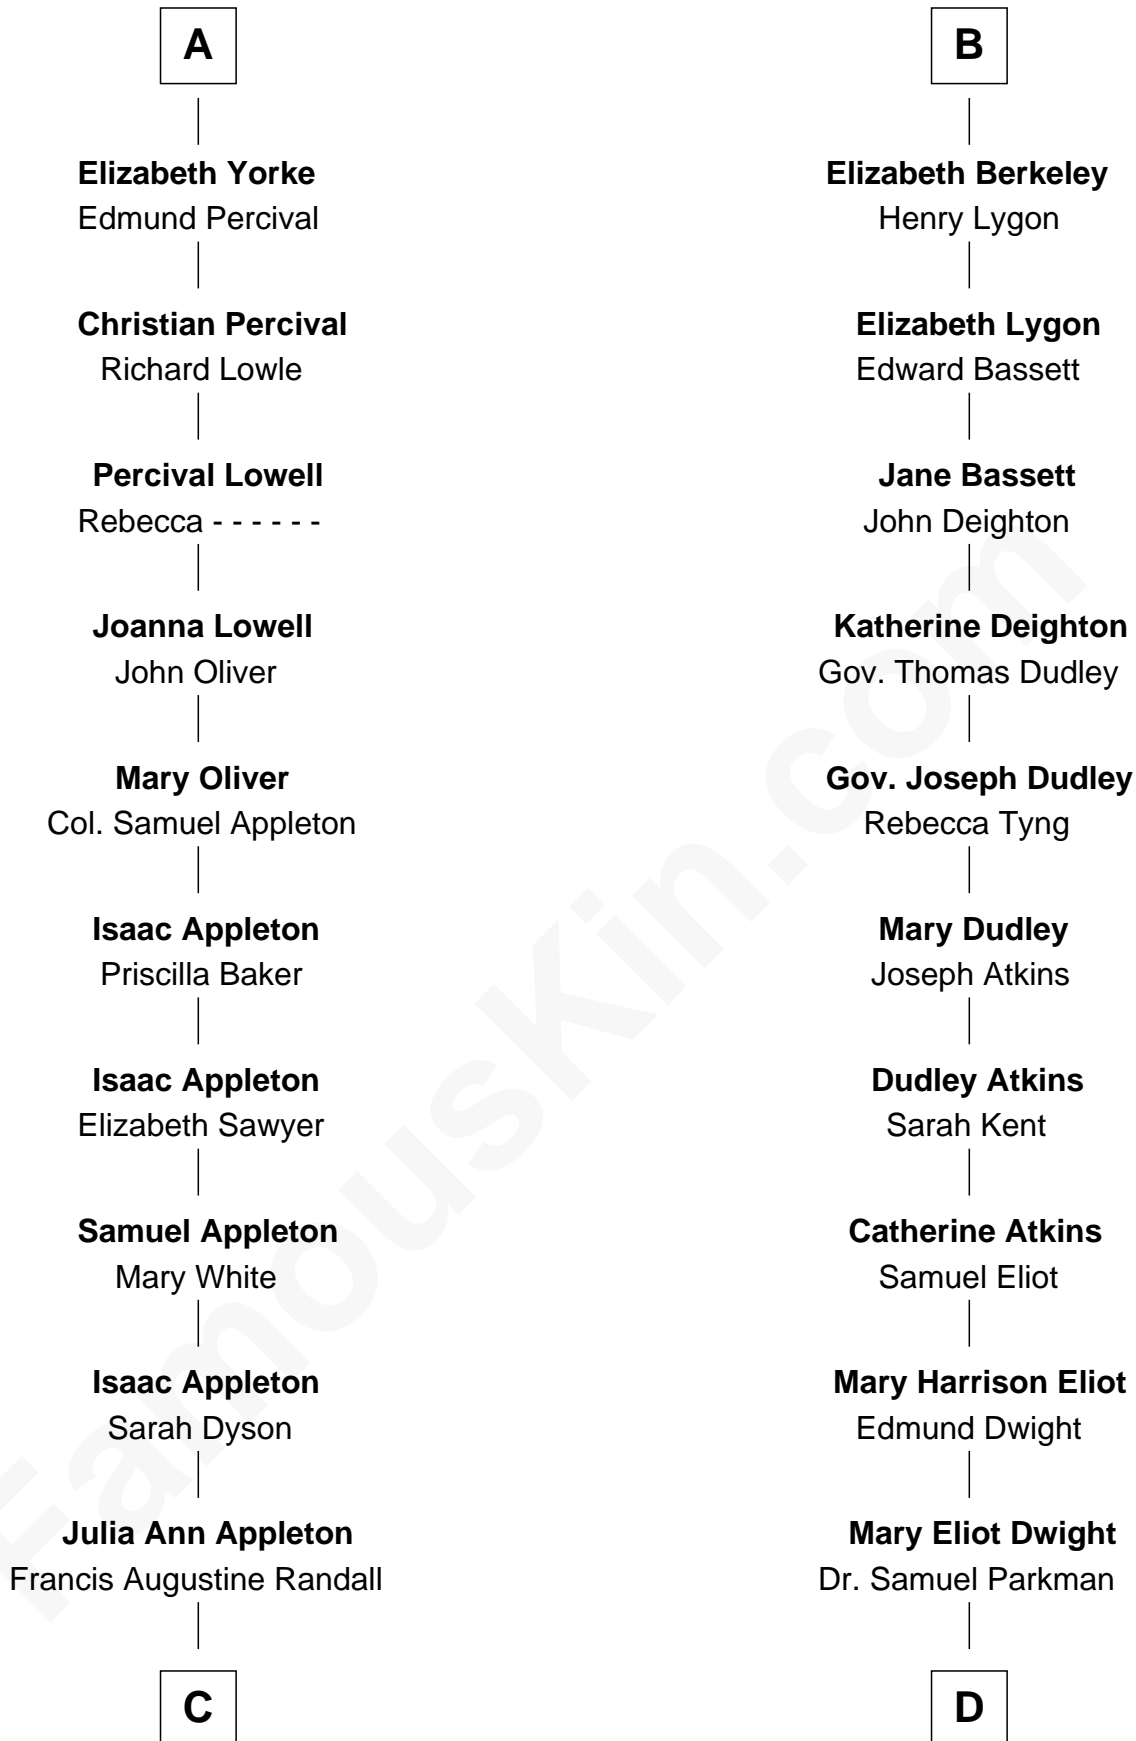 A
Elizabeth Yorke
Edmund Percival
Christian Percival
Richard Lowle
Percival Lowell
Rebecca - - - - - -
Joanna Lowell
John Oliver
Mary Oliver
Col. Samuel Appleton
Isaac Appleton
Priscilla Baker
Isaac Appleton
Elizabeth Sawyer
Samuel Appleton
Mary White
Isaac Appleton
Sarah Dyson
Julia Ann Appleton
Francis Augustine Randall
C
B
Elizabeth Berkeley
Henry Lygon
Elizabeth Lygon
Edward Bassett
Jane Bassett
John Deighton
Katherine Deighton
Gov. Thomas Dudley
Gov. Joseph Dudley
Rebecca Tyng
Mary Dudley
Joseph Atkins
Dudley Atkins
Sarah Kent
Catherine Atkins
Samuel Eliot
Mary Harrison Eliot
Edmund Dwight
Mary Eliot Dwight
Dr. Samuel Parkman
D
FamousKin.com